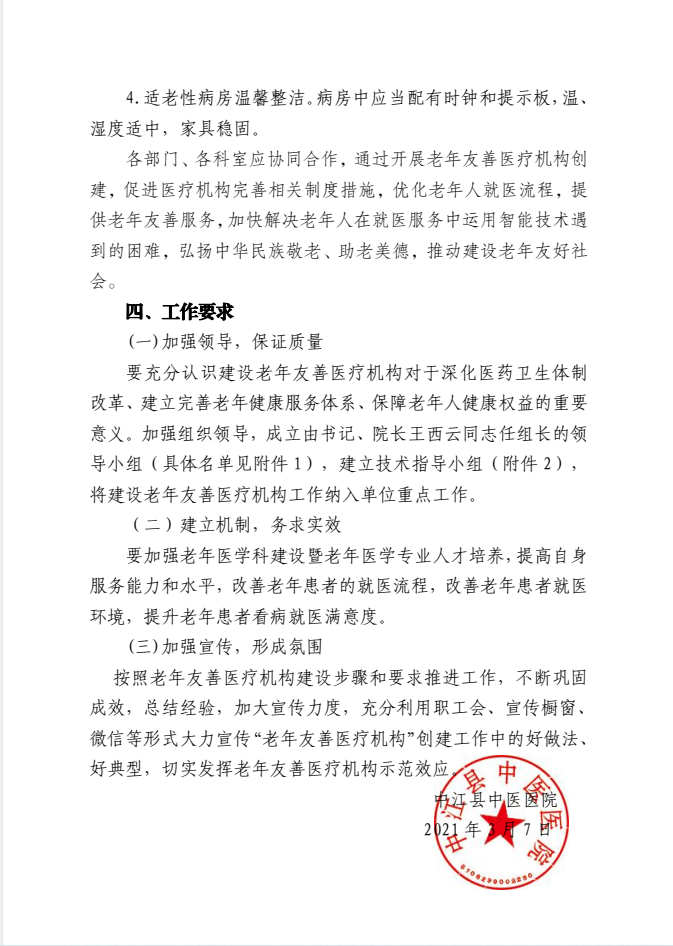 4. 适老性病房温馨整洁。病房中应当配有时钟和提示板，温、
湿度适中，家具稳固。
各部门、各科室应协同合作，通过开展老年友善医疗机构创
建，促进医疗机构完善相关制度措施，优化老年人就医流程，提
供老年友善服务，加快解决老年人在就医服务中运用智能技术遇
到的困难，弘扬中华民族敬老、助老美德，推动建设老年友好社
会。
四、工作要求
(一)加强领导，保证质量
要充分认识建设老年友善医疗机构对于深化医药卫生体制
改革、建立完善老年健康服务体系、保障老年人健康权益的重要
意义。加强组织领导，成立由书记、院长王西云同志任组长的领
导小组（具体名单见附件1），建立技术指导小组（附件2），
将建设老年友善医疗机构工作纳入单位重点工作。
（二）建立机制，务求实效
要加强老年医学科建设暨老年医学专业人才培养，提高自身
服务能力和水平，改善老年患者的就医流程，改善老年患者就医
环境，提升老年患者看病就医满意度。
(三)加强宣传，形成氛围
按照老年友善医疗机构建设步骤和要求推进工作，不断巩固
成效，总结经验，加大宣传力度，充分利用职工会、宣传橱窗、
微信等形式大力宣传“老年友善医疗机构”创建工作中的好做法、
好典型，切实发挥老年友善医疗机构示范效应。
中江县中医医院
2021年3月7日
中江县中医医院